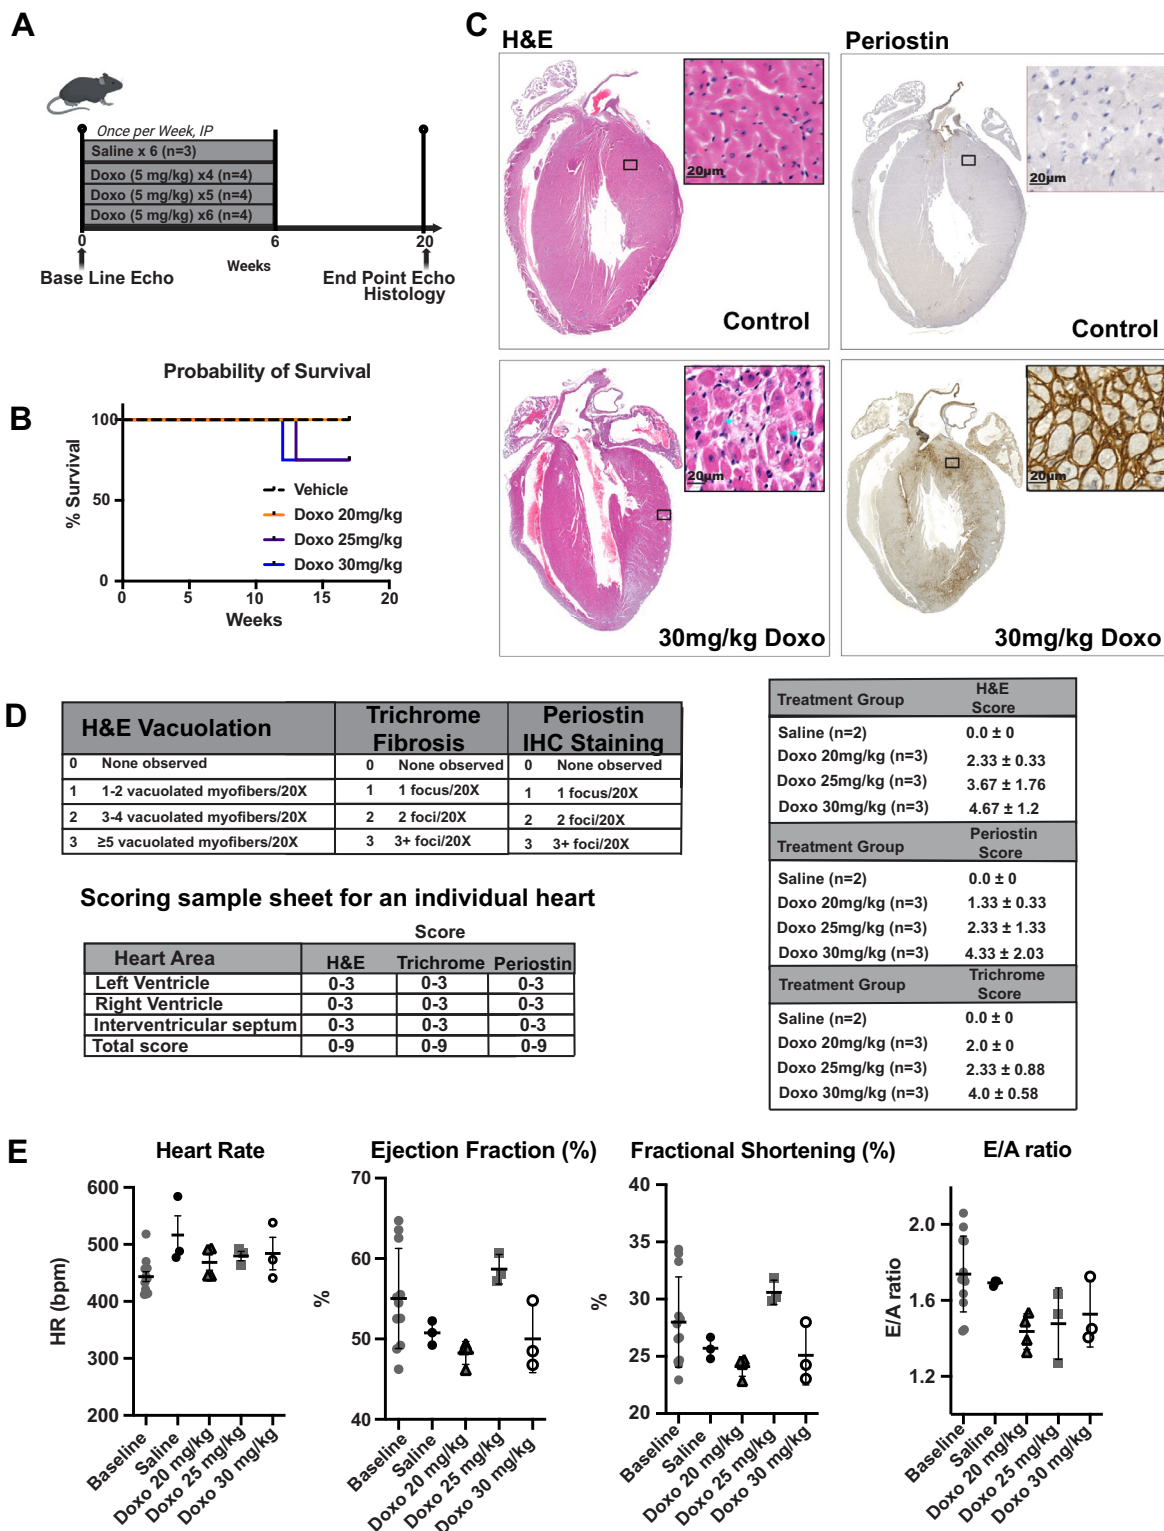 A
Once per Week, IP
Saline x 6 (n=3)
Doxo (5 mg/kg) x4 (n=4)
Doxo (5 mg/kg) x5 (n=4)
Doxo (5 mg/kg) x6 (n=4)
0
6
20
Weeks
Base Line Echo
End Point Echo
Histology
B
Probability of Survival
% Survival
100
50
0
0
5
10
15
20
Weeks
Vehicle
Doxo 20mg/kg
Doxo 25mg/kg
Doxo 30mg/kg
C
H&E
Periostin
20µm
20µm
Control
Control
20µm
20µm
30mg/kg Doxo
30mg/kg Doxo
D
H&E Vacuolation
Trichrome Fibrosis
Periostin IHC Staining
0 None observed 0 None observed 0 None observed
1 1-2 vacuolated myofibers/20X 1 1 focus/20X 1 1 focus/20X
2 3-4 vacuolated myofibers/20X 2 2 foci/20X 2 2 foci/20X
3 ≥5 vacuolated myofibers/20X 3 3+ foci/20X 3 3+ foci/20X
Scoring sample sheet for an individual heart
Score
Heart Area H&E Trichrome Periostin
Left Ventricle 0-3 0-3 0-3
Right Ventricle 0-3 0-3 0-3
Interventricular septum 0-3 0-3 0-3
Total score 0-9 0-9 0-9
Treatment Group H&E Score
Saline (n=2) 0.0 ± 0
Doxo 20mg/kg (n=3) 2.33 ± 0.33
Doxo 25mg/kg (n=3) 3.67 ± 1.76
Doxo 30mg/kg (n=3) 4.67 ± 1.2
Treatment Group Periostin Score
Saline (n=2) 0.0 ± 0
Doxo 20mg/kg (n=3) 1.33 ± 0.33
Doxo 25mg/kg (n=3) 2.33 ± 1.33
Doxo 30mg/kg (n=3) 4.33 ± 2.03
Treatment Group Trichrome Score
Saline (n=2) 0.0 ± 0
Doxo 20mg/kg (n=3) 2.0 ± 0
Doxo 25mg/kg (n=3) 2.33 ± 0.88
Doxo 30mg/kg (n=3) 4.0 ± 0.58
E
Heart Rate
HR (bpm)
600
500
400
300
200
Baseline
Saline
Doxo 20 mg/kg
Doxo 25 mg/kg
Doxo 30 mg/kg
Ejection Fraction (%)
%
70
60
50
40
Baseline
Saline
Doxo 20 mg/kg
Doxo 25 mg/kg
Doxo 30 mg/kg
Fractional Shortening (%)
%
40
35
30
25
20
Baseline
Saline
Doxo 20 mg/kg
Doxo 25 mg/kg
Doxo 30 mg/kg
E/A ratio
E/A ratio
2.0
1.6
1.2
Baseline
Saline
Doxo 20 mg/kg
Doxo 25 mg/kg
Doxo 30 mg/kg